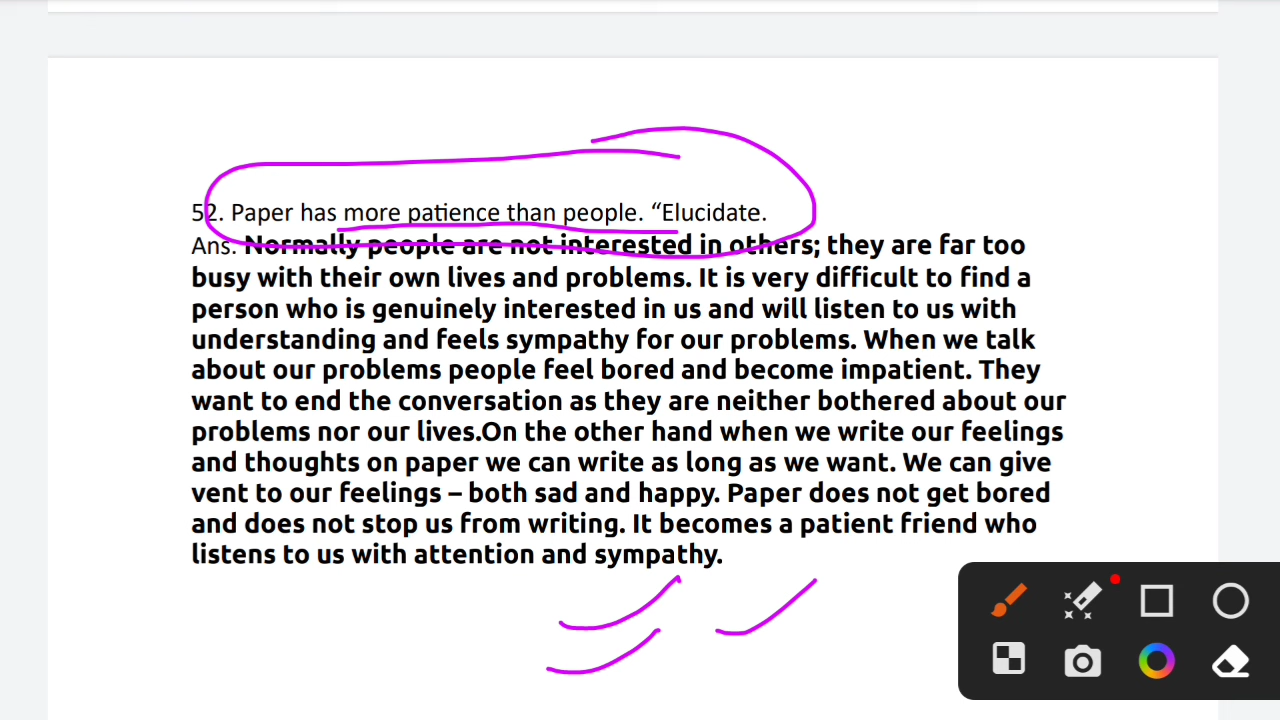 52. Paper has more patience than people. “Elucidate.
Ans. Normally people are not interested in others; they are far too
busy with their own lives and problems. It is very difficult to find a
person who is genuinely interested in us and will listen to us with
understanding and feels sympathy for our problems. When we talk
about our problems people feel bored and become impatient. They
want to end the conversation as they are neither bothered about our
problems nor our lives.On the other hand when we write our feelings
and thoughts on paper we can write as long as we want. We can give
vent to our feelings – both sad and happy. Paper does not get bored
and does not stop us from writing. It becomes a patient friend who
listens to us with attention and sympathy.